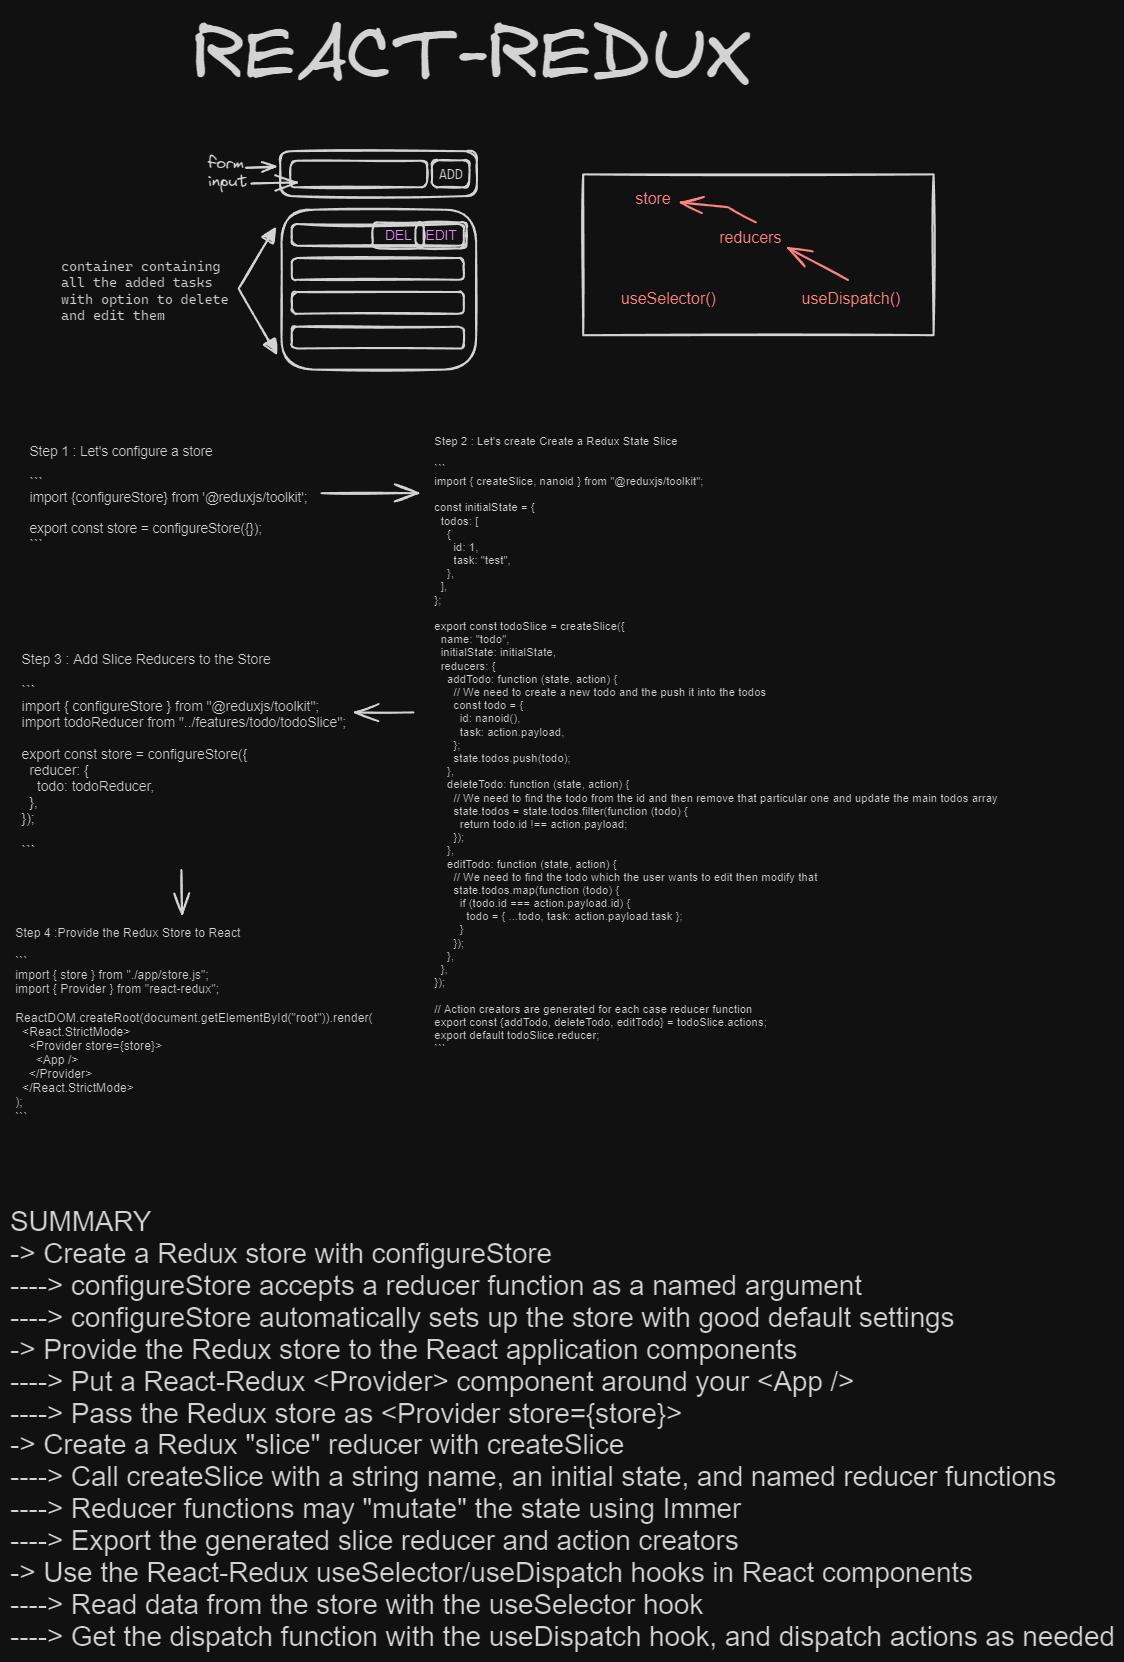 REACT-REDUX
form
input
ADD
DEL
EDIT
container containing
all the added tasks
with option to delete
and edit them
store
reducers
useSelector()
useDispatch()
Step 1 : Let's configure a store
```
import {configureStore} from '@reduxjs/toolkit';
export const store = configureStore({});
```
Step 2 : Let's create Create a Redux State Slice
```
import { createSlice, nanoid } from "@reduxjs/toolkit";
const initialState = {
todos: [
{
id: 1,
task: "test",
},
],
};
export const todoSlice = createSlice({
name: "todo",
initialState: initialState,
reducers: {
addTodo: function (state, action) {
// We need to create a new todo and the push it into the todos
const todo = {
id: nanoid(),
task: action.payload,
};
state.todos.push(todo);
},
deleteTodo: function (state, action) {
// We need to find the todo from the id and then remove that particular one and update the main todos array
state.todos = state.todos.filter(function (todo) {
return todo.id !== action.payload;
});
},
editTodo: function (state, action) {
// We need to find the todo which the user wants to edit then modify that
state.todos.map(function (todo) {
if (todo.id === action.payload.id) {
todo = { ...todo, task: action.payload.task };
}
});
},
},
});
// Action creators are generated for each case reducer function
export const {addTodo, deleteTodo, editTodo} = todoSlice.actions;
export default todoSlice.reducer;
```
Step 3 : Add Slice Reducers to the Store
```
import { configureStore } from "@reduxjs/toolkit";
import todoReducer from "../features/todo/todoSlice";
export const store = configureStore({
reducer: {
todo: todoReducer,
},
});
```
Step 4 :Provide the Redux Store to React
```
import { store } from "./app/store.js";
import { Provider } from "react-redux";
ReactDOM.createRoot(document.getElementById("root")).render(
<React.StrictMode>
<Provider store={store}>
<App />
</Provider>
</React.StrictMode>
);
```
SUMMARY
-> Create a Redux store with configureStore
----> configureStore accepts a reducer function as a named argument
----> configureStore automatically sets up the store with good default settings
-> Provide the Redux store to the React application components
----> Put a React-Redux <Provider> component around your <App />
----> Pass the Redux store as <Provider store={store}>
-> Create a Redux "slice" reducer with createSlice
----> Call createSlice with a string name, an initial state, and named reducer functions
----> Reducer functions may "mutate" the state using Immer
----> Export the generated slice reducer and action creators
-> Use the React-Redux useSelector/useDispatch hooks in React components
----> Read data from the store with the useSelector hook
----> Get the dispatch function with the useDispatch hook, and dispatch actions as needed